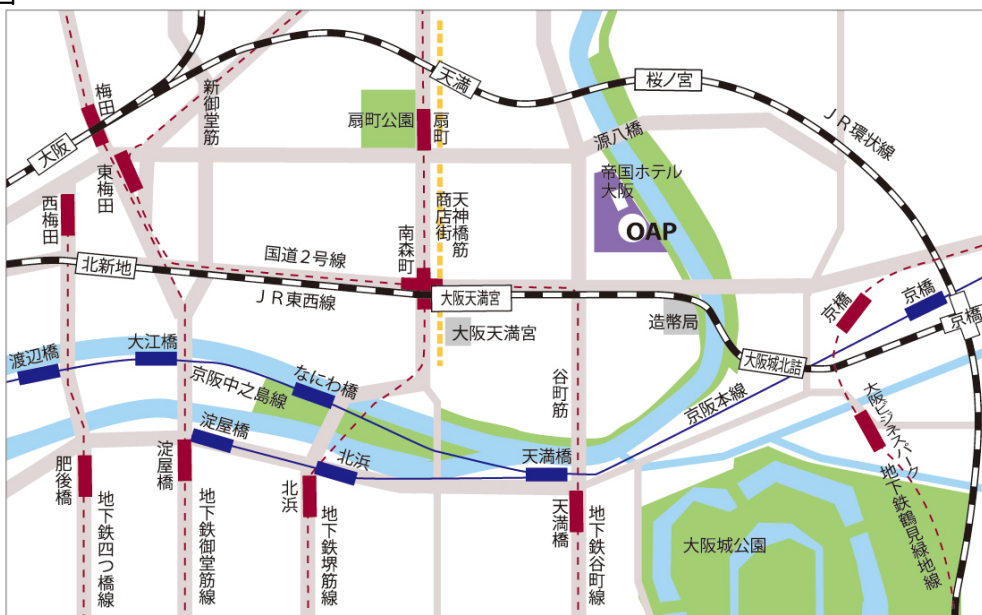 梅田
新御堂筋
天満
桜ノ宮
大阪
扇町公園
扇町
源八橋
JR環状線
東梅田
帝国ホテル
大阪
西梅田
天神橋筋
商店街
OAP
南森町
国道2号線
北新地
JR東西線
大阪天満宮
京橋
京橋
京橋
造幣局
大阪天満宮
渡辺橋
大江橋
なにわ橋
大阪城北詰
京阪中之島線
谷町筋
京阪本線
大阪ビジネスパーク
淀屋橋
北浜
天満橋
肥後橋
淀屋橋
北浜
天満橋
地下鉄四つ橋線
地下鉄御堂筋線
地下鉄堺筋線
地下鉄谷町線
大阪城公園
地下鉄鶴見緑地線